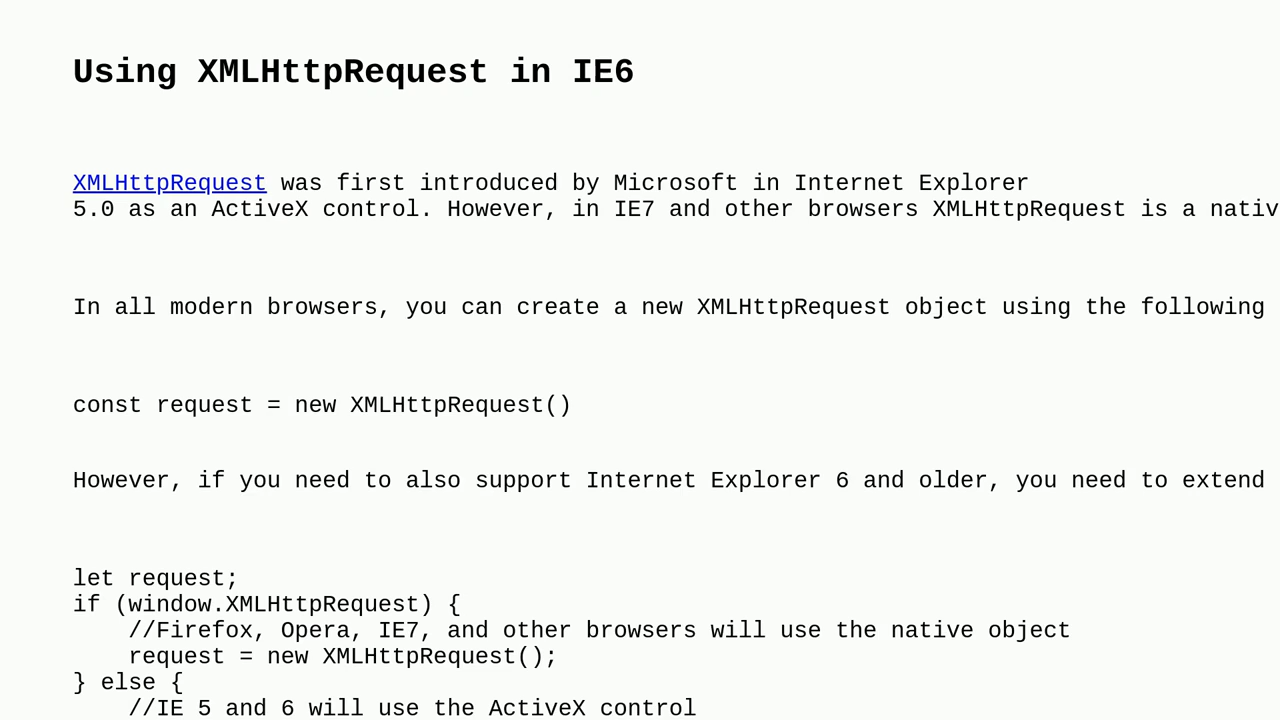 Using XMLHttpRequest in IE6
XMLHttpRequest was first introduced by Microsoft in Internet Explorer
5.0 as an ActiveX control. However, in IE7 and other browsers XMLHttpRequest is a nativ
In all modern browsers, you can create a new XMLHttpRequest object using the following
const request = new XMLHttpRequest()
However, if you need to also support Internet Explorer 6 and older, you need to extend
let request;
if (window.XMLHttpRequest) {
    //Firefox, Opera, IE7, and other browsers will use the native object
    request = new XMLHttpRequest();
} else {
    //IE 5 and 6 will use the ActiveX control